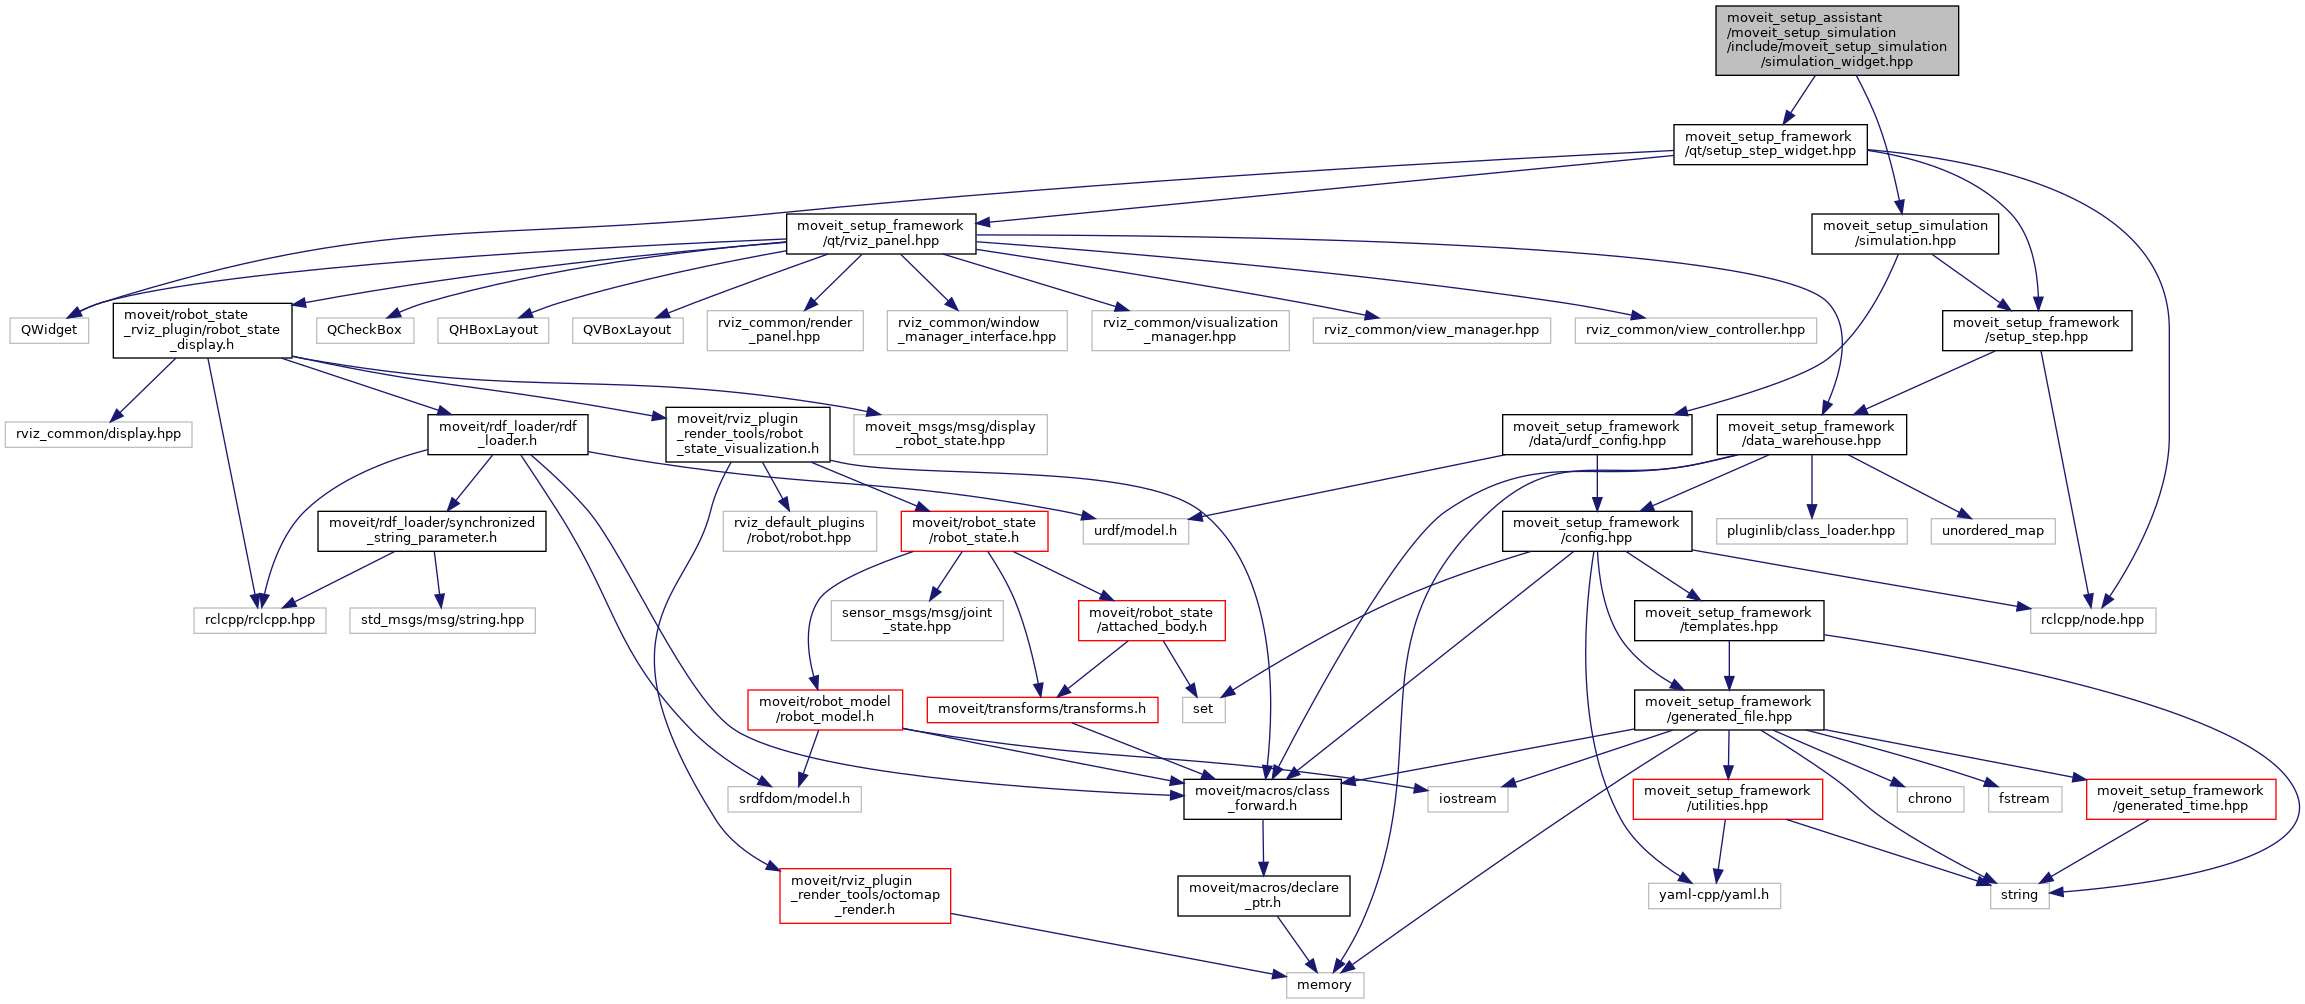 moveit_setup_assistant
/moveit_setup_simulation
/include/moveit_setup_simulation
/simulation_widget.hpp
moveit_setup_framework
/qt/setup_step_widget.hpp
moveit_setup_framework
/qt/rviz_panel.hpp
moveit_setup_simulation
/simulation.hpp
QWidget
moveit/robot_state
_rviz_plugin/robot_state
_display.h
QCheckBox
QHBoxLayout
QVBoxLayout
rviz_common/render
_panel.hpp
rviz_common/window
_manager_interface.hpp
rviz_common/visualization
_manager.hpp
rviz_common/view_manager.hpp
rviz_common/view_controller.hpp
moveit_setup_framework
/setup_step.hpp
rviz_common/display.hpp
moveit/rdf_loader/rdf
_loader.h
moveit/rviz_plugin
_render_tools/robot
_state_visualization.h
moveit_msgs/msg/display
_robot_state.hpp
moveit_setup_framework
/data/urdf_config.hpp
moveit_setup_framework
/data_warehouse.hpp
moveit/rdf_loader/synchronized
_string_parameter.h
rviz_default_plugins
/robot/robot.hpp
moveit/robot_state
/robot_state.h
urdf/model.h
moveit_setup_framework
/config.hpp
pluginlib/class_loader.hpp
unordered_map
rclcpp/rclcpp.hpp
std_msgs/msg/string.hpp
sensor_msgs/msg/joint
_state.hpp
moveit/robot_state
/attached_body.h
moveit_setup_framework
/templates.hpp
rclcpp/node.hpp
moveit/robot_model
/robot_model.h
moveit/transforms/transforms.h
set
moveit_setup_framework
/generated_file.hpp
srdfdom/model.h
moveit/macros/class
_forward.h
iostream
moveit_setup_framework
/utilities.hpp
chrono
fstream
moveit_setup_framework
/generated_time.hpp
moveit/rviz_plugin
_render_tools/octomap
_render.h
moveit/macros/declare
_ptr.h
yaml-cpp/yaml.h
string
memory